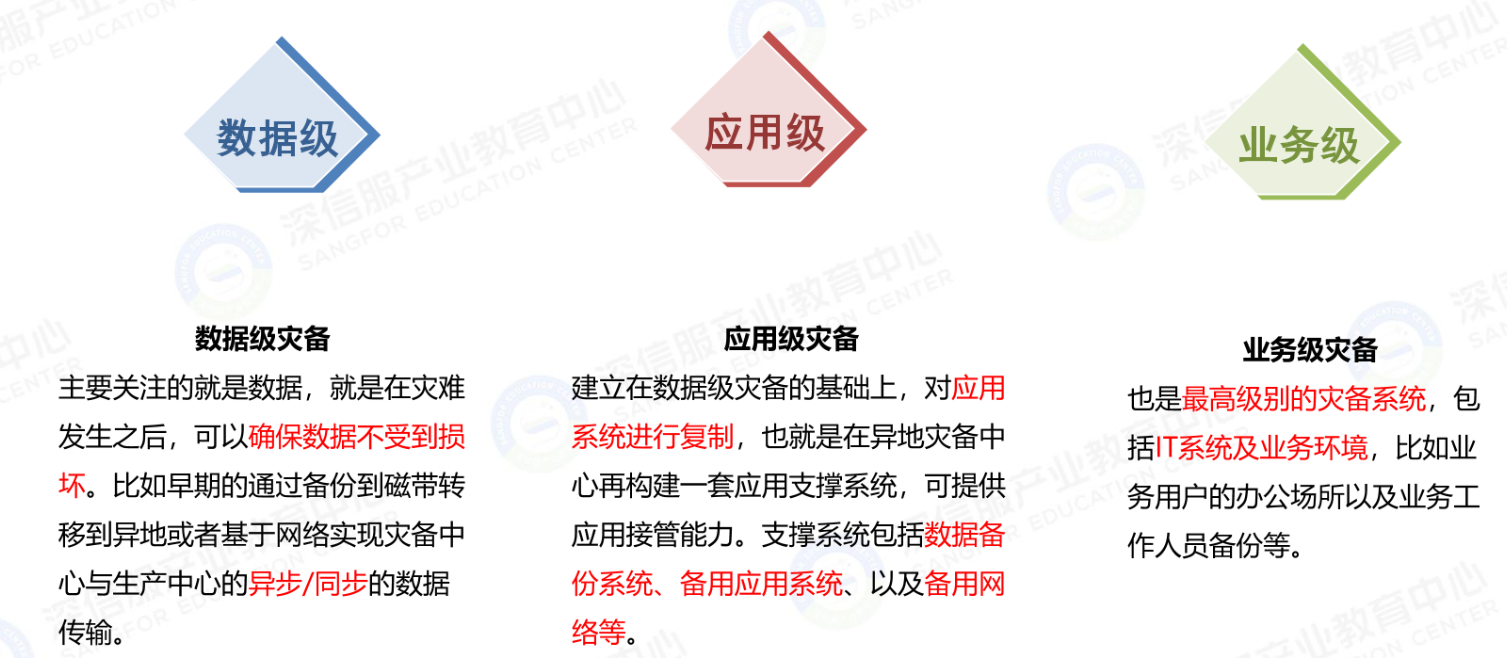 数据级
应用级
业务级
数据级灾备
主要关注的就是数据，就是在灾难
发生之后，可以确保数据不受到损
坏。比如早期的通过备份到磁带转
移到异地或者基于网络实现灾备中
心与生产中心的异步/同步的数据
传输。
应用级灾备
建立在数据级灾备的基础上，对应用
系统进行复制，也就是在异地灾备中
心再构建一套应用支撑系统，可提供
应用接管能力。支撑系统包括数据备
份系统、备用应用系统、以及备用网
络等。
业务级灾备
也是最高级别的灾备系统，包
括IT系统及业务环境，比如业
务用户的办公场所以及业务工
作人员备份等。
深信服产业教育中心
SANGFOR EDUCATION CENTER